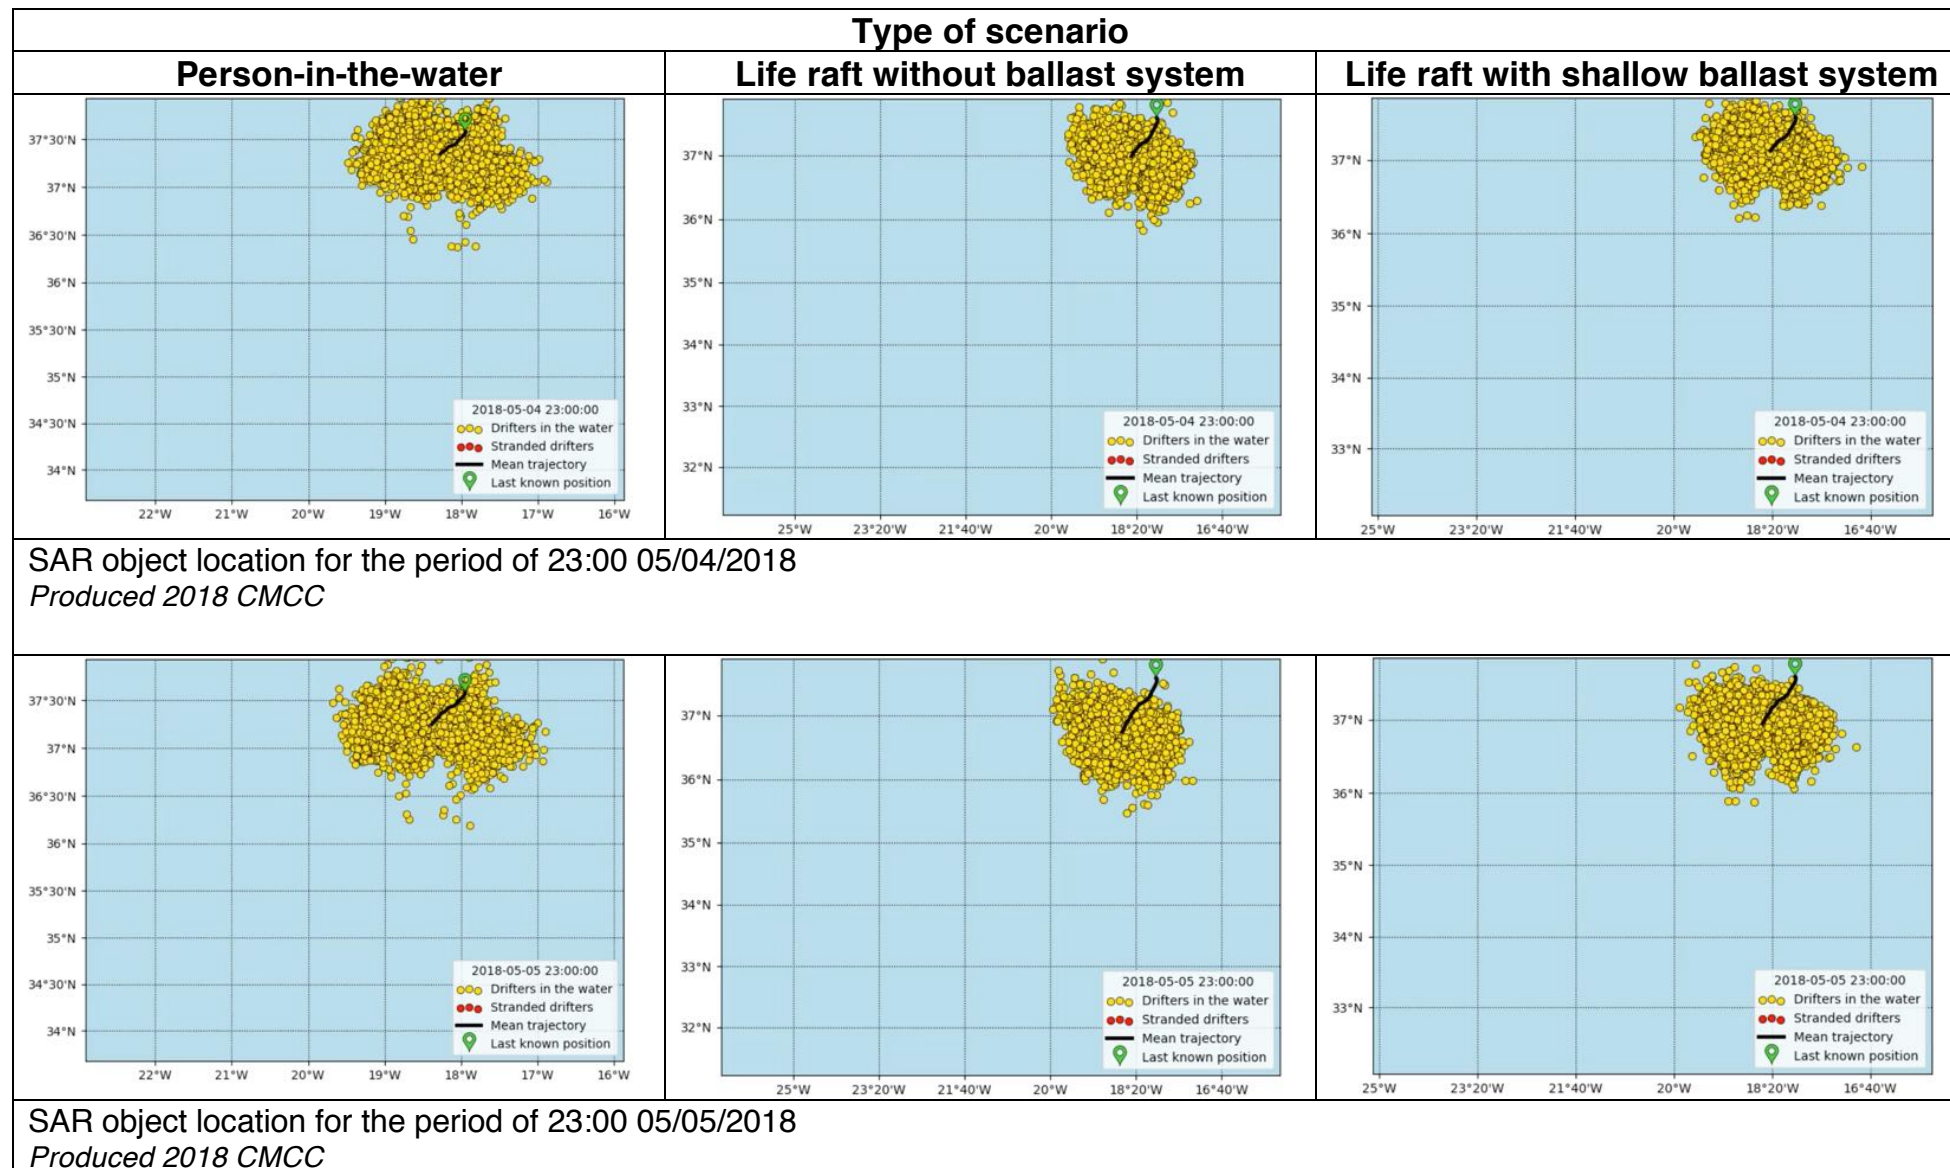 Type of scenario
Person-in-the-water
Life raft without ballast system
Life raft with shallow ballast system
37°30'N
37°N
36°30'N
36°N
35°30'N
35°N
34°30'N
34°N
22°W 21°W 20°W 19°W 18°W 17°W 16°W
2018-05-04 23:00:00
Drifters in the water
Stranded drifters
Mean trajectory
Last known position
37°N
36°N
35°N
34°N
33°N
32°N
25°W 23°20'W 21°40'W 20°W 18°20'W 16°40'W
2018-05-04 23:00:00
Drifters in the water
Stranded drifters
Mean trajectory
Last known position
37°N
36°N
35°N
34°N
33°N
25°W 23°20'W 21°40'W 20°W 18°20'W 16°40'W
2018-05-04 23:00:00
Drifters in the water
Stranded drifters
Mean trajectory
Last known position
SAR object location for the period of 23:00 05/04/2018
Produced 2018 CMCC
37°30'N
37°N
36°30'N
36°N
35°30'N
35°N
34°30'N
34°N
22°W 21°W 20°W 19°W 18°W 17°W 16°W
2018-05-05 23:00:00
Drifters in the water
Stranded drifters
Mean trajectory
Last known position
37°N
36°N
35°N
34°N
33°N
32°N
25°W 23°20'W 21°40'W 20°W 18°20'W 16°40'W
2018-05-05 23:00:00
Drifters in the water
Stranded drifters
Mean trajectory
Last known position
37°N
36°N
35°N
34°N
33°N
25°W 23°20'W 21°40'W 20°W 18°20'W 16°40'W
2018-05-05 23:00:00
Drifters in the water
Stranded drifters
Mean trajectory
Last known position
SAR object location for the period of 23:00 05/05/2018
Produced 2018 CMCC